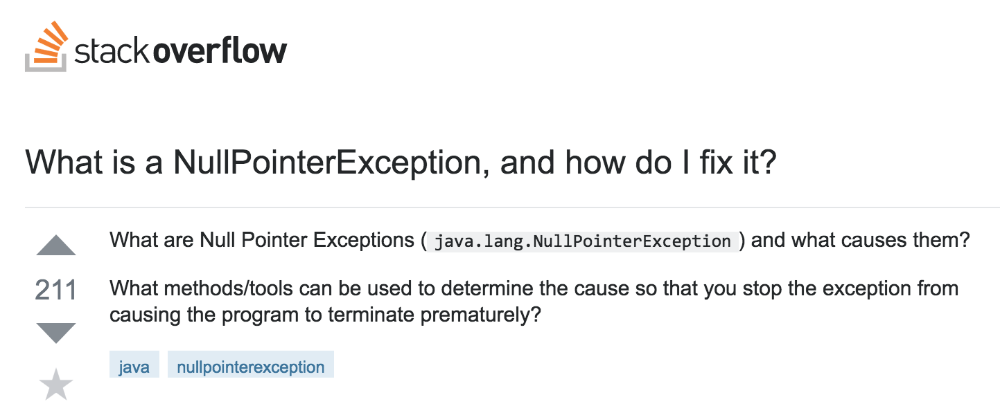 stackoverflow
What is a NullPointerException, and how do I fix it?
What are Null Pointer Exceptions ( java.lang.NullPointerException ) and what causes them?
211
What methods/tools can be used to determine the cause so that you stop the exception from
causing the program to terminate prematurely?
java nullpointerexception